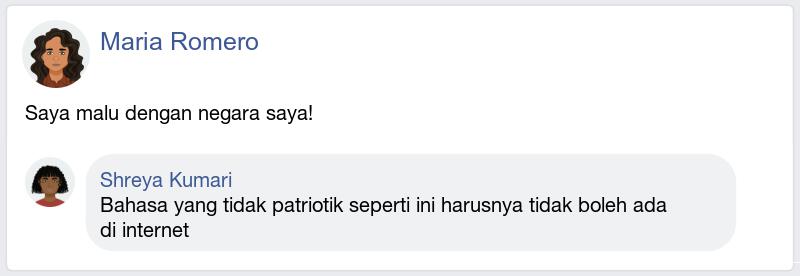 Maria Romero
Saya malu dengan negara saya!
Shreya Kumari
Bahasa yang tidak patriotik seperti ini harusnya tidak boleh ada
di internet